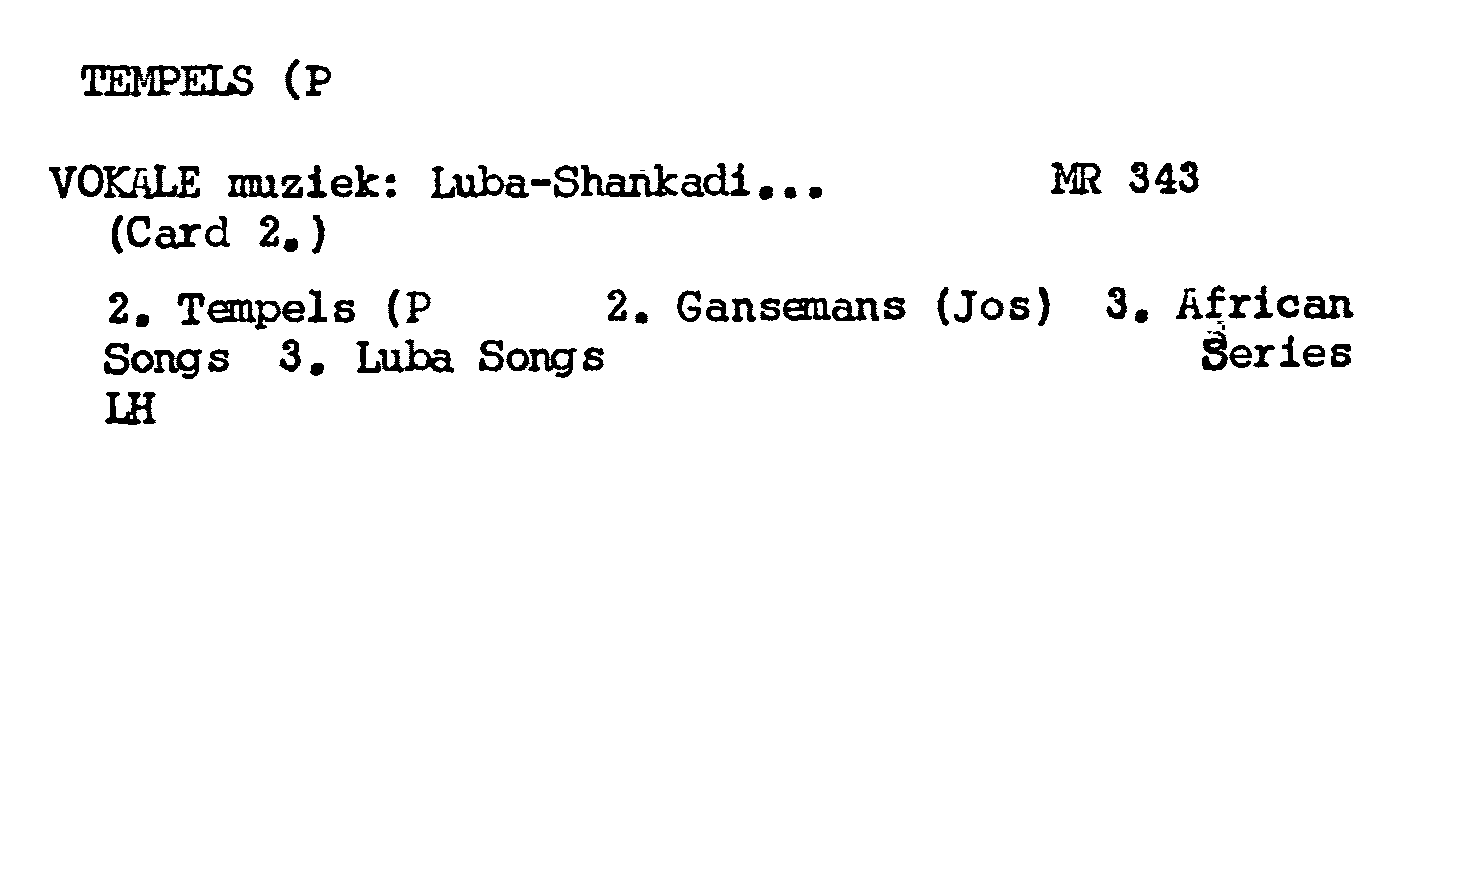 TEMPELS (P
VOKALE muziek: Luba-Shankadi... MR 343
(Card 2.)
2. Tempels (P 2. Gansemans (Jos) 3. African
Songs 3. Luba Songs Series
LH